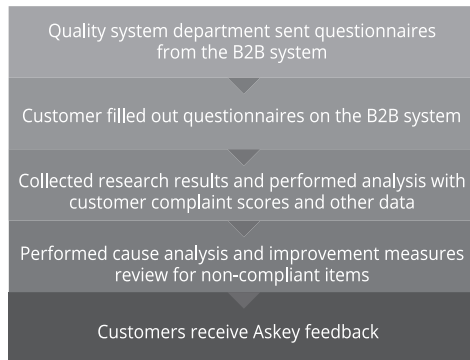 Quality system department sent questionnaires
from the B2B system
Customer filled out questionnaires on the B2B system
Collected research results and performed analysis with
customer complaint scores and other data
Performed cause analysis and improvement measures
review for non-compliant items
Customers receive Askey feedback